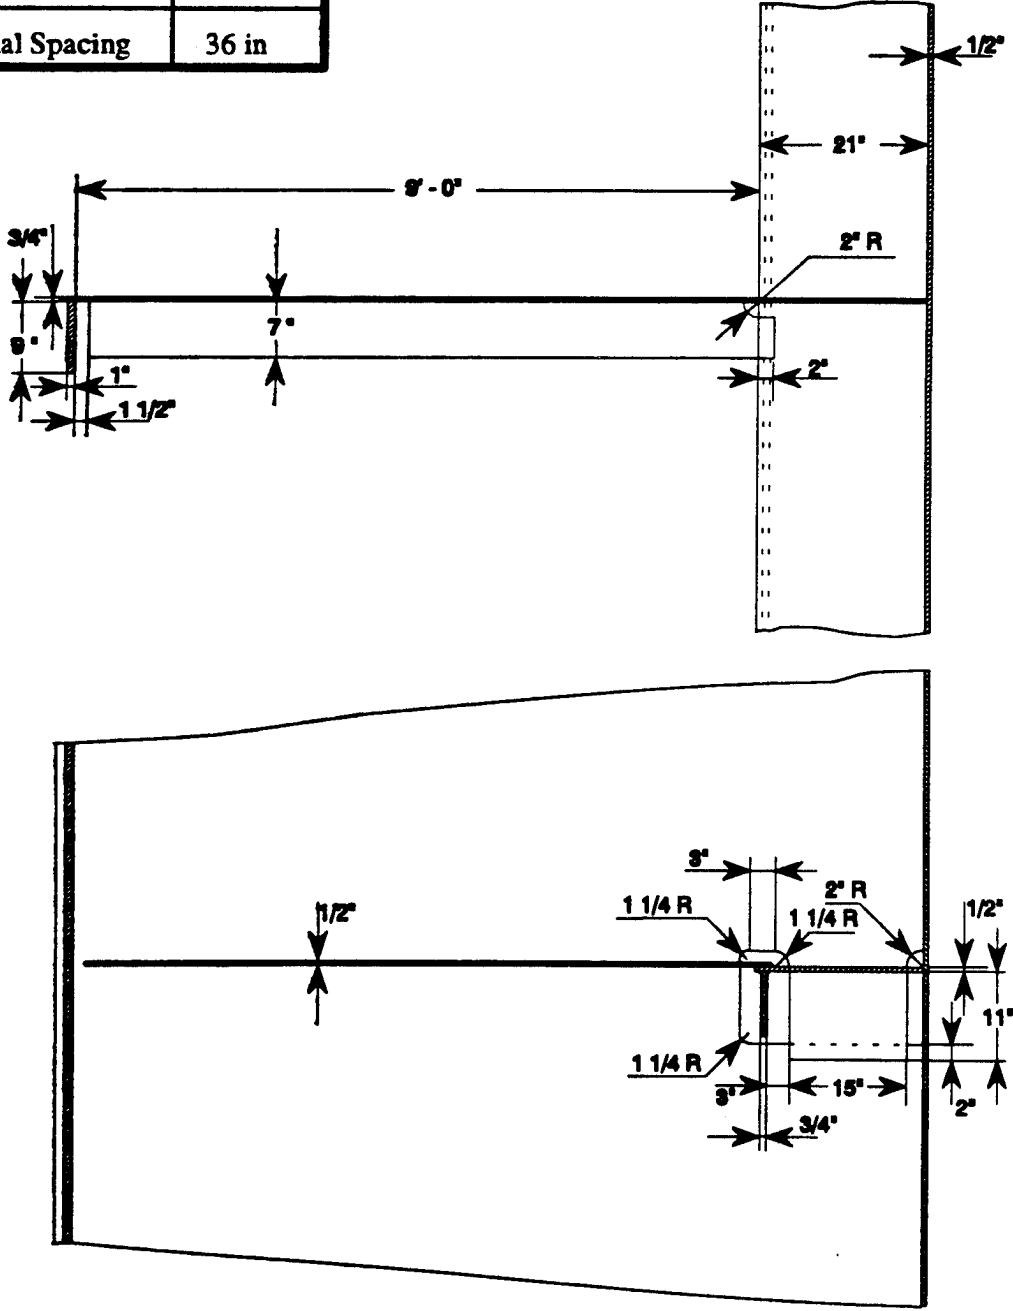 al Spacing 36 in
1/2"
21"
9' - 0"
3/4"
2" R
7"
9"
1"
2"
1 1/2"
3"
2" R
1 1/4 R
1 1/4 R
1/2"
1/2"
11"
1 1/4 R
3"
15"
2"
3/4"